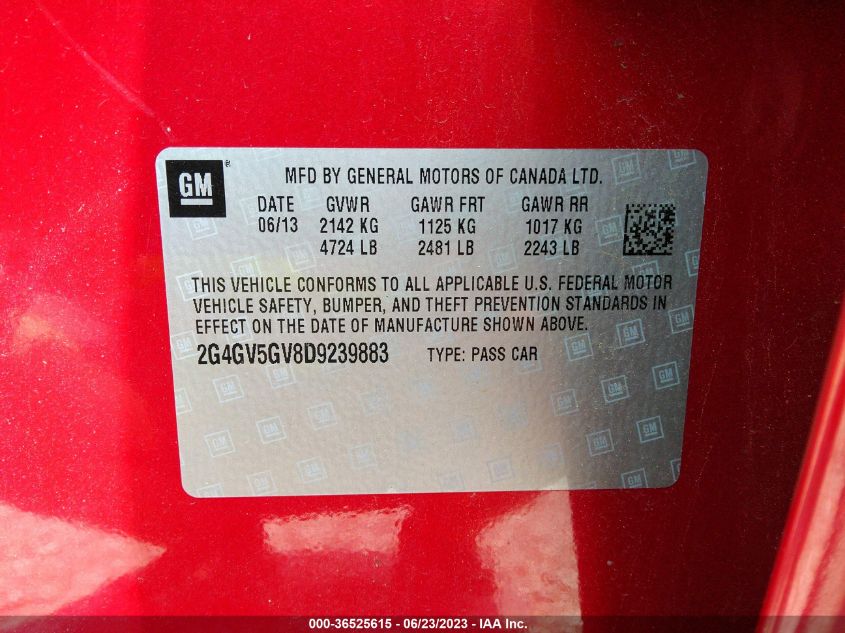 GM ® MFD BY GENERAL MOTORS OF CANADA LTD.
DATE GVWR GAWR FRT GAWR RR
06/13 2142 KG 1125 KG 1017 KG
4724 LB 2481 LB 2243 LB
THIS VEHICLE CONFORMS TO ALL APPLICABLE U.S. FEDERAL MOTOR
VEHICLE SAFETY, BUMPER, AND THEFT PREVENTION STANDARDS IN
EFFECT ON THE DATE OF MANUFACTURE SHOWN ABOVE.
2G4GV5GV8D9239883 TYPE: PASS CAR
000-36525615 - 06/23/2023 - IAA Inc.